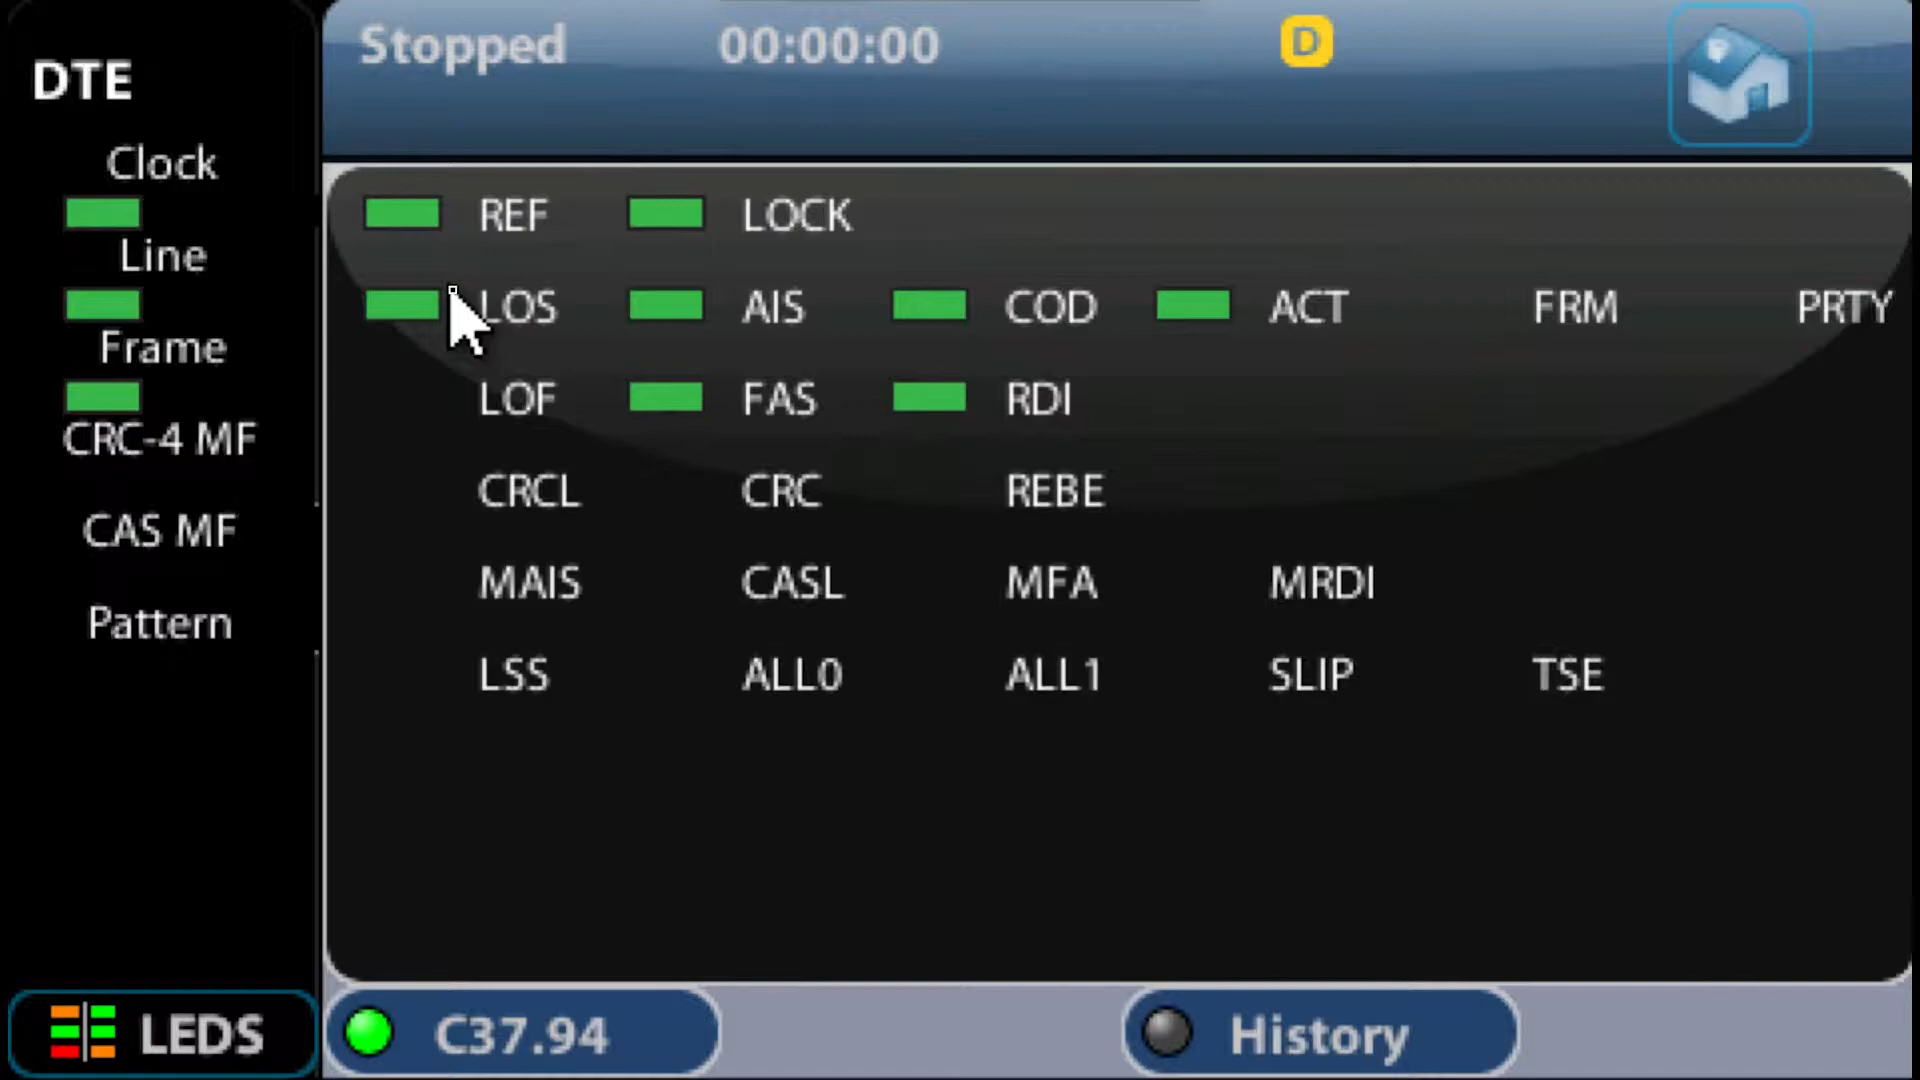 DTE
Stopped 00:00:00 D
Clock
REF LOCK
Line
LOS AIS COD ACT FRM PRTY
Frame
LOF FAS RDI
CRC-4 MF
CRCL CRC REBE
CAS MF
MAIS CASL MFA MRDI
Pattern
LSS ALL0 ALL1 SLIP TSE
LEDS C37.94 History